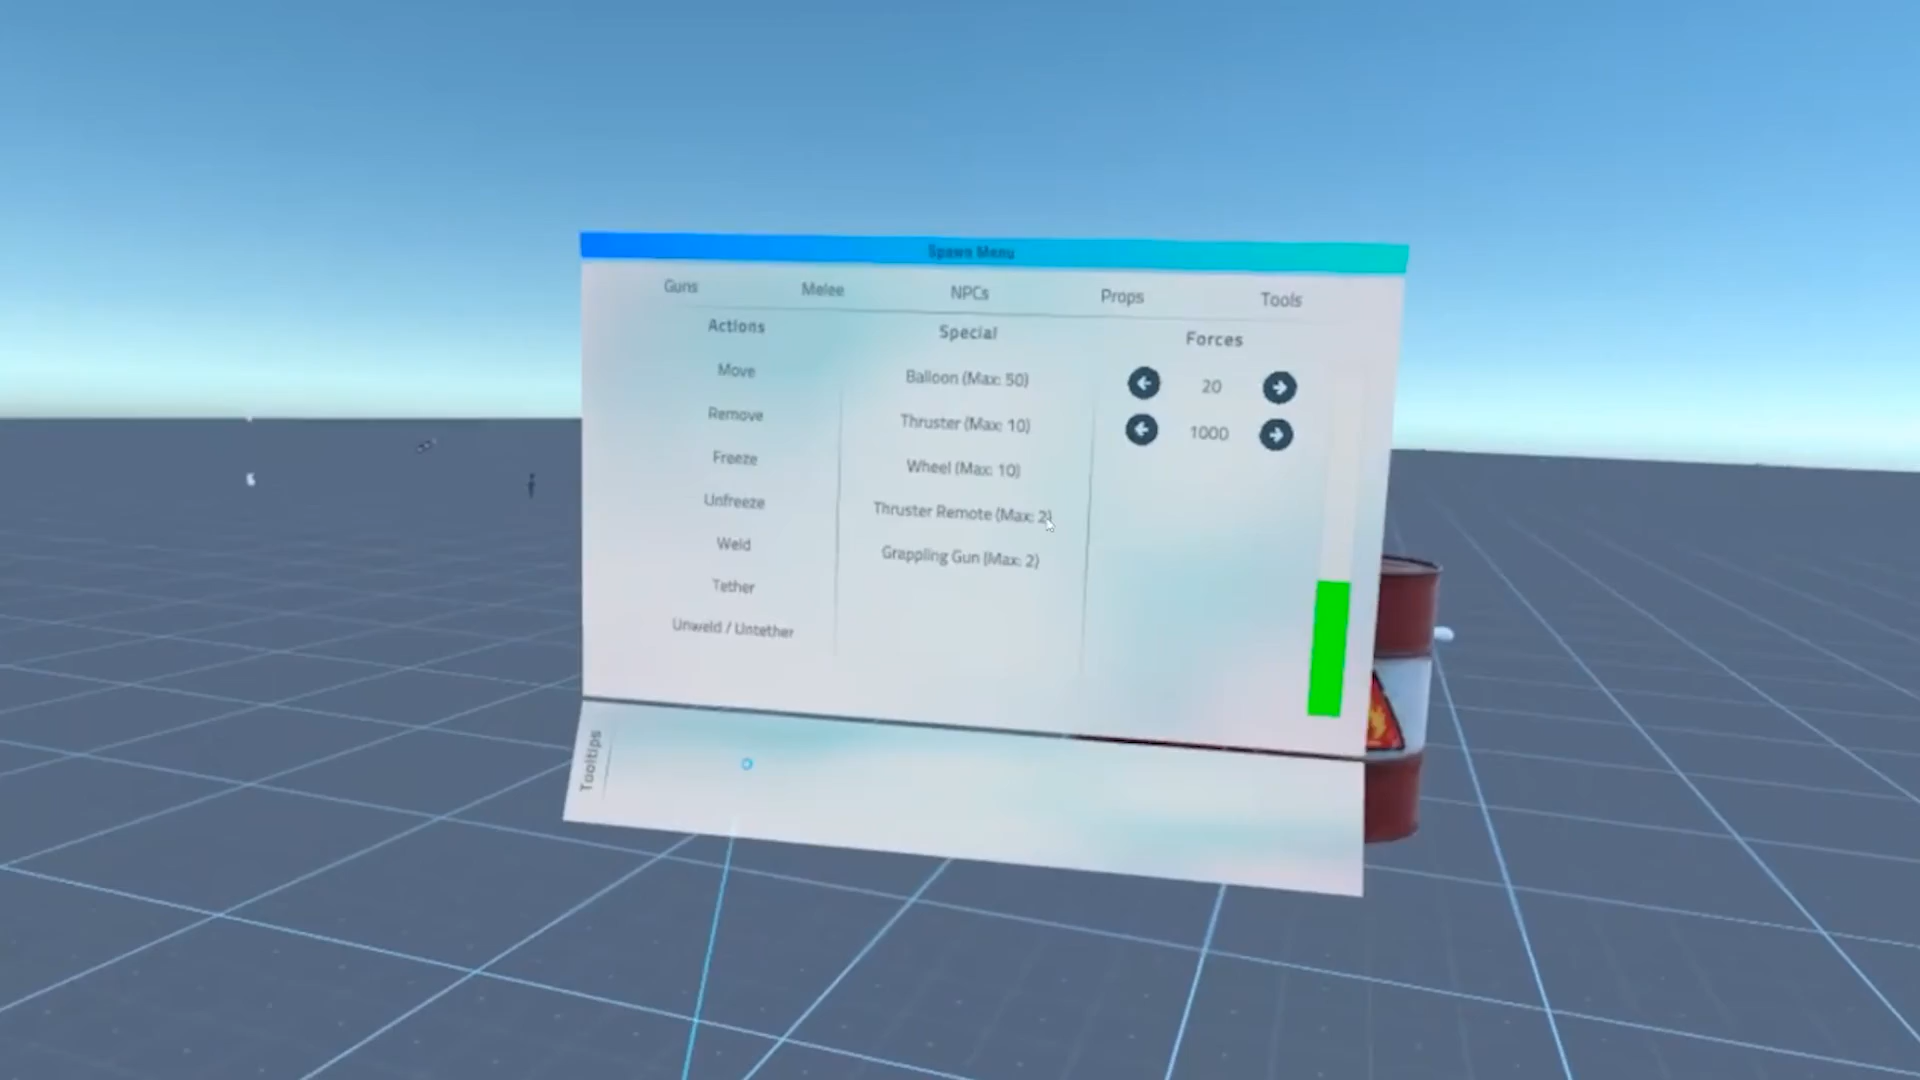 Spawn Menu
Guns Melee NPCs Props Tools
Actions
Move
Remove
Freeze
Unfreeze
Weld
Tether
Unweld / Untether
Special
Balloon (Max: 50)
Thruster (Max: 10)
Wheel (Max: 10)
Thruster Remote (Max: 2)
Grappling Gun (Max: 2)
Forces
20
1000
Tooltips